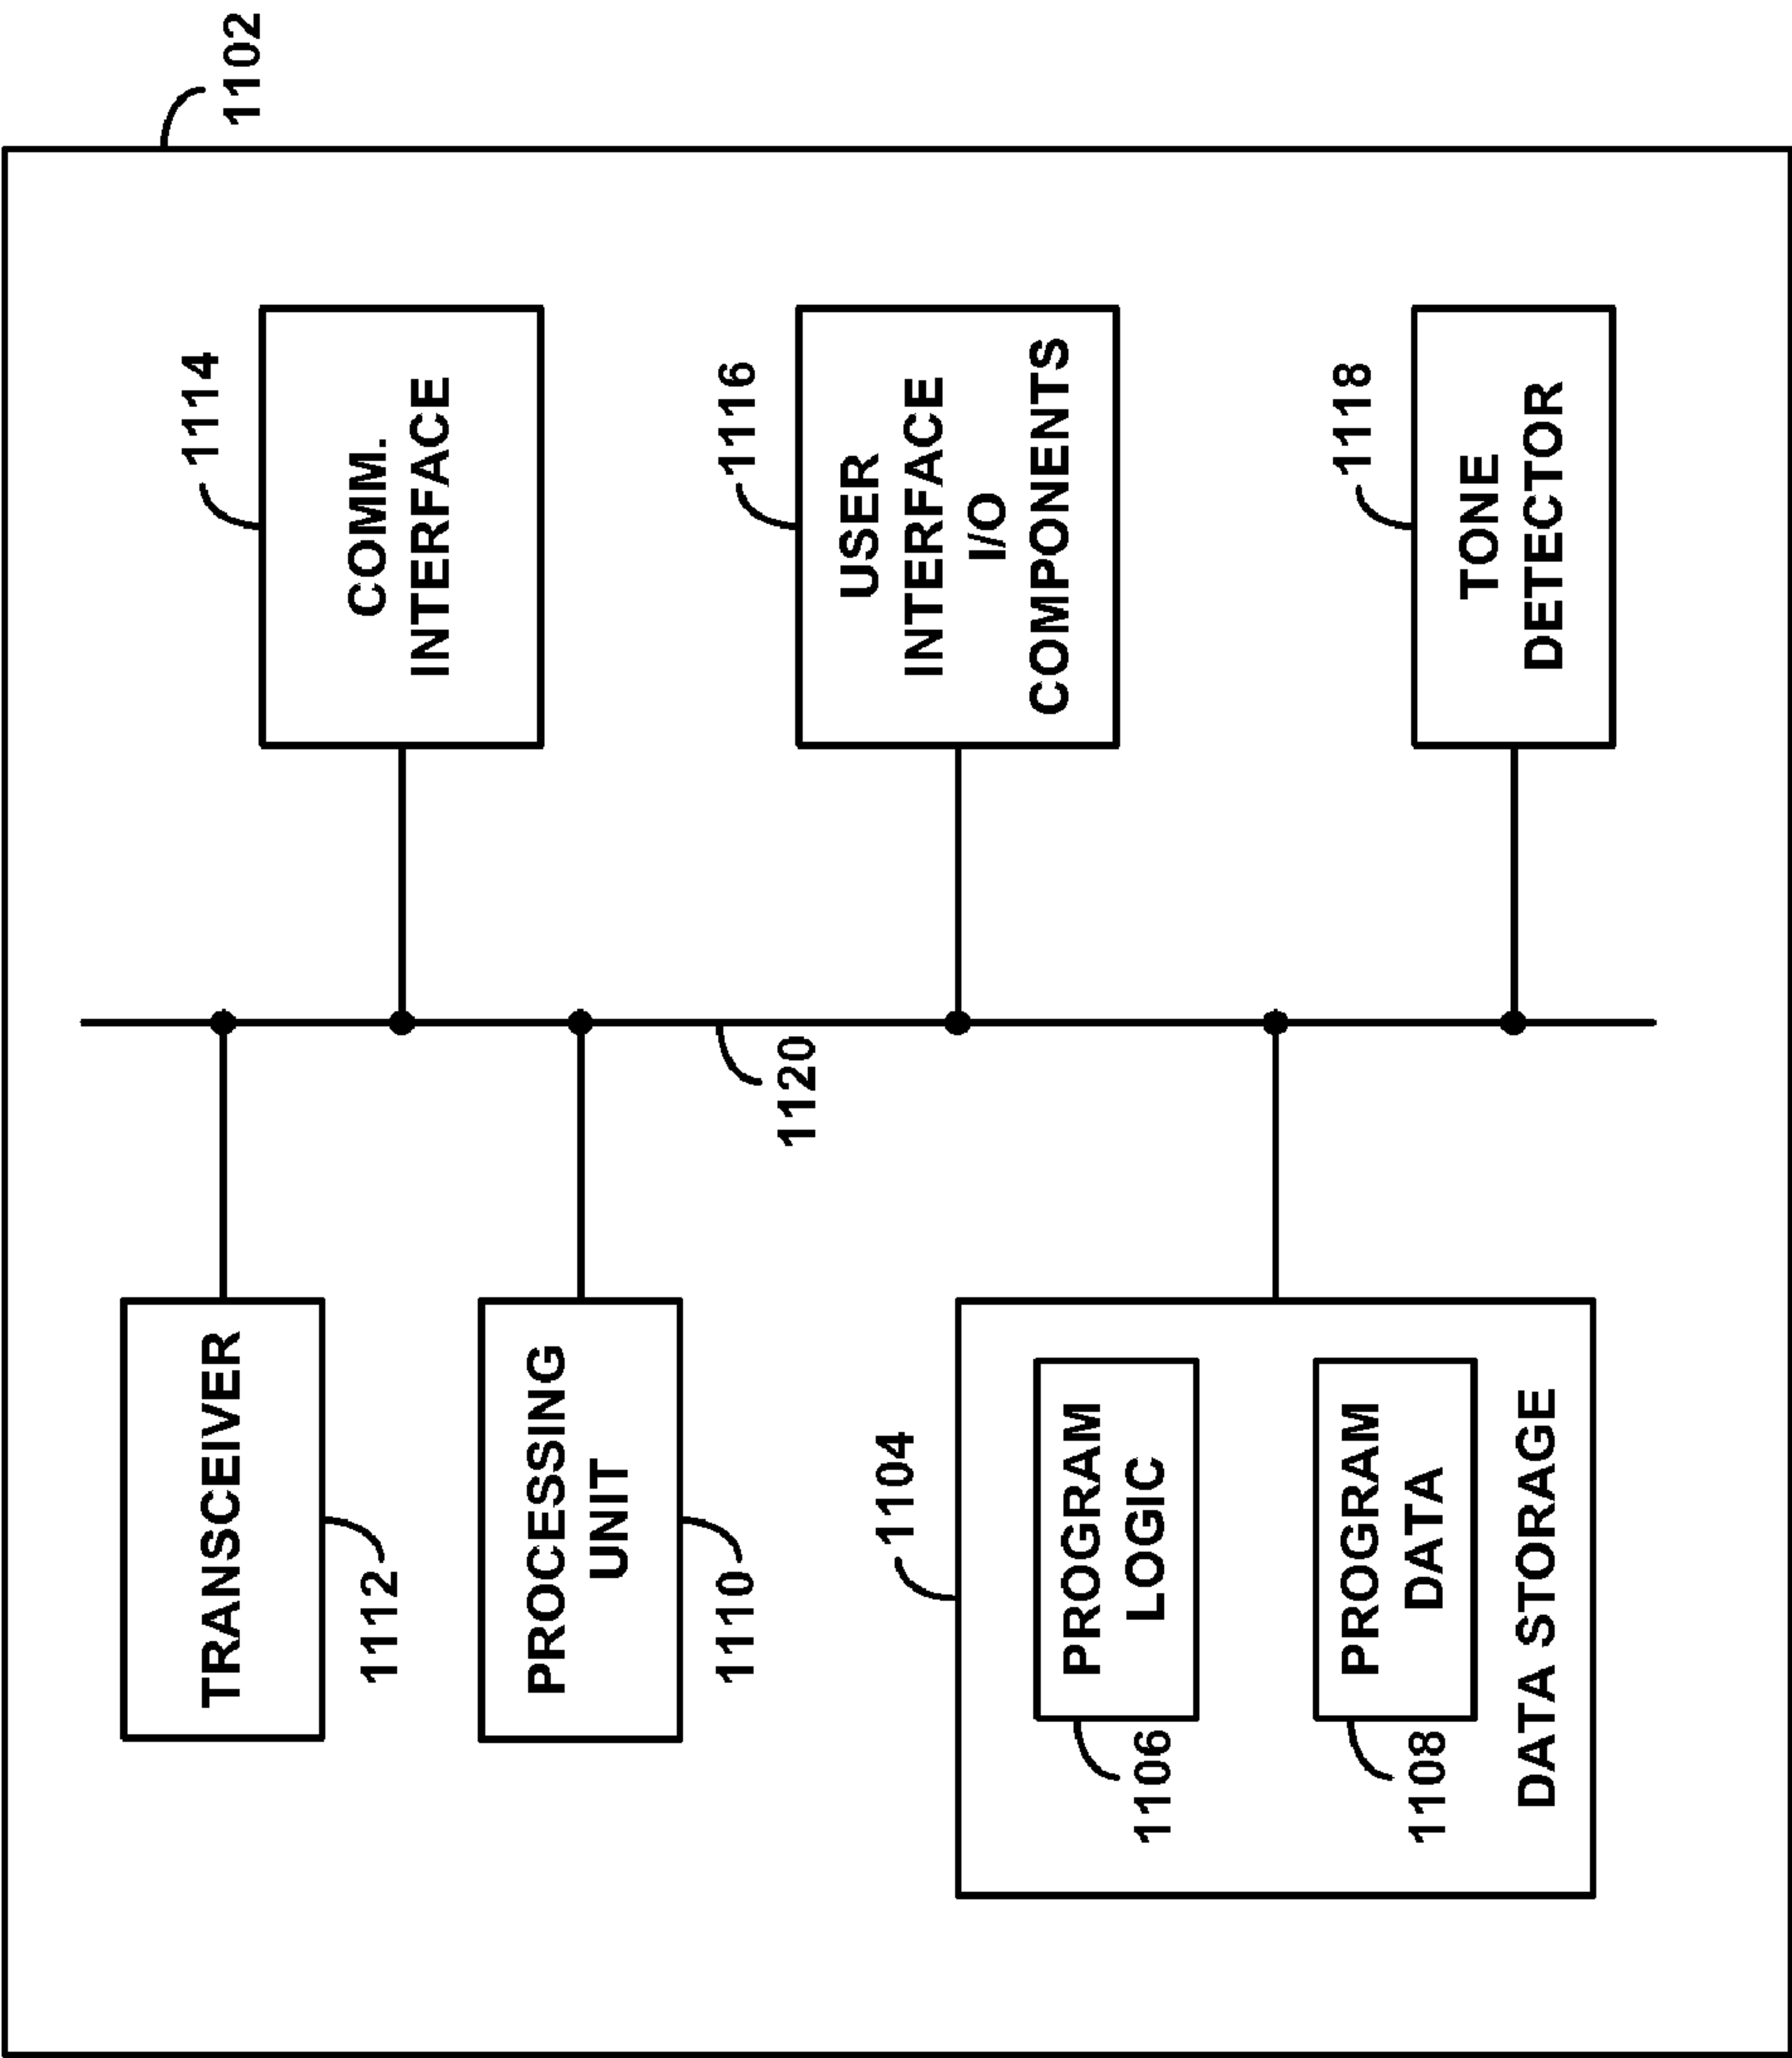 1102
TRANSCEIVER
1112
1114
COMM.
INTERFACE
PROCESSING
UNIT
1110
1120
1116
USER
INTERFACE
I/O
COMPONENTS
1104
PROGRAM
LOGIC
1106
PROGRAM
DATA
1108
DATA STORAGE
1118
TONE
DETECTOR